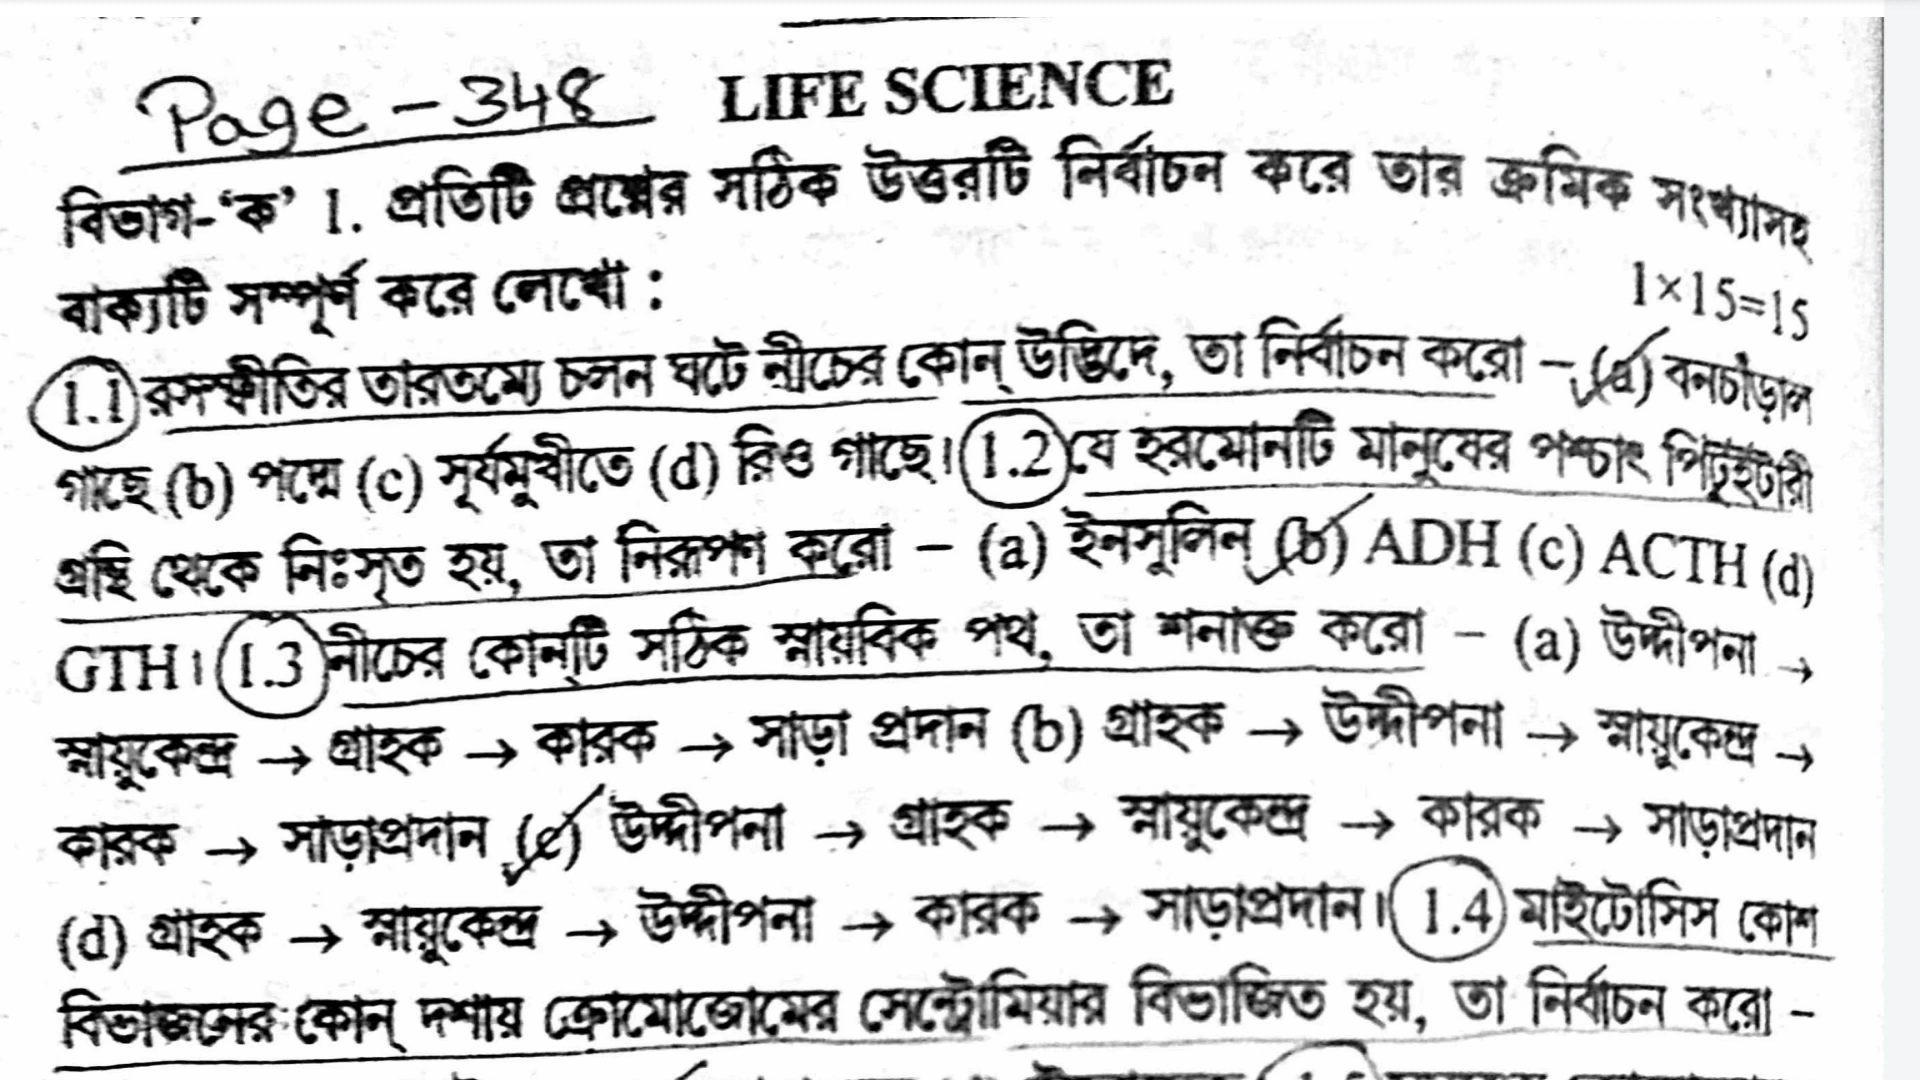 Page - 348 LIFE SCIENCE
বিভাগ-‘ক’ 1. প্রতিটি প্রশ্নের সঠিক উত্তরটি নির্বাচন করে তার ক্রমিক সংখ্যাসহ
বাক্যটি সম্পূর্ণ করে লেখো : 1×15=15
1.1 রসস্ফীতির তারতম্যে চলন ঘটে নীচের কোন্ উদ্ভিদে, তা নির্বাচন করো – (a) বনচাঁড়াল
গাছে (b) পদ্মে (c) সূর্যমুখীতে (d) রিও গাছে। 1.2 যে হরমোনটি মানুষের পশ্চাৎ পিটুইটারী
গ্রন্থি থেকে নিঃসৃত হয়, তা নিরূপণ করো – (a) ইনসুলিন (b) ADH (c) ACTH (d)
GTH। 1.3 নীচের কোন্‌টি সঠিক স্নায়বিক পথ, তা শনাক্ত করো – (a) উদ্দীপনা →
স্নায়ুকেন্দ্র → গ্রাহক → কারক → সাড়া প্রদান (b) গ্রাহক → উদ্দীপনা → স্নায়ুকেন্দ্র →
কারক → সাড়াপ্রদান (c) উদ্দীপনা → গ্রাহক → স্নায়ুকেন্দ্র → কারক → সাড়াপ্রদান
(d) গ্রাহক → স্নায়ুকেন্দ্র → উদ্দীপনা → কারক → সাড়াপ্রদান। 1.4 মাইটোসিস কোশ
বিভাজনের কোন্ দশায় ক্রোমোজোমের সেন্ট্রোমিয়ার বিভাজিত হয়, তা নির্বাচন করো –